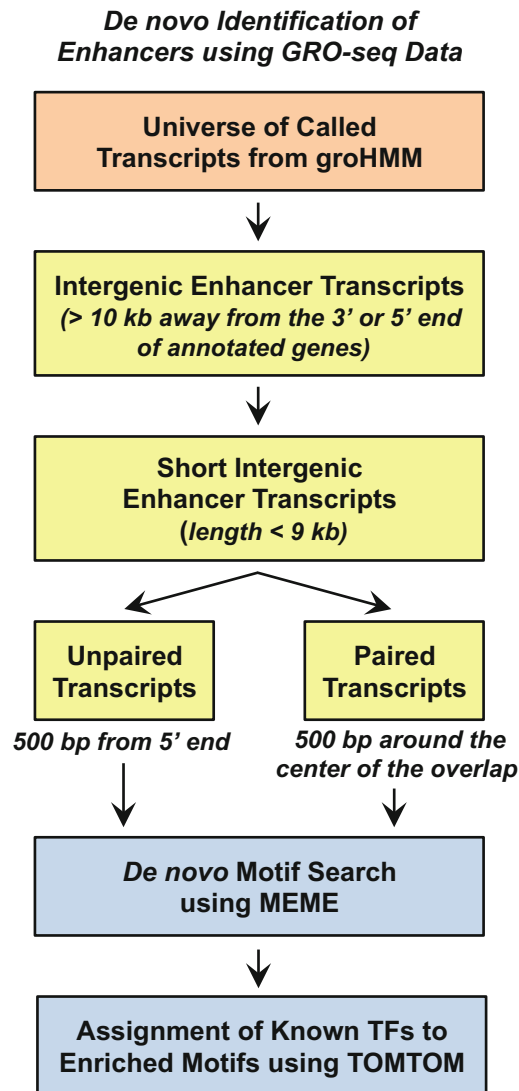 De novo Identification of
Enhancers using GRO-seq Data
Universe of Called
Transcripts from groHMM
Intergenic Enhancer Transcripts
(> 10 kb away from the 3’ or 5’ end
of annotated genes)
Short Intergenic
Enhancer Transcripts
(length < 9 kb)
Unpaired
Transcripts
500 bp from 5’ end
Paired
Transcripts
500 bp around the
center of the overlap
De novo Motif Search
using MEME
Assignment of Known TFs to
Enriched Motifs using TOMTOM